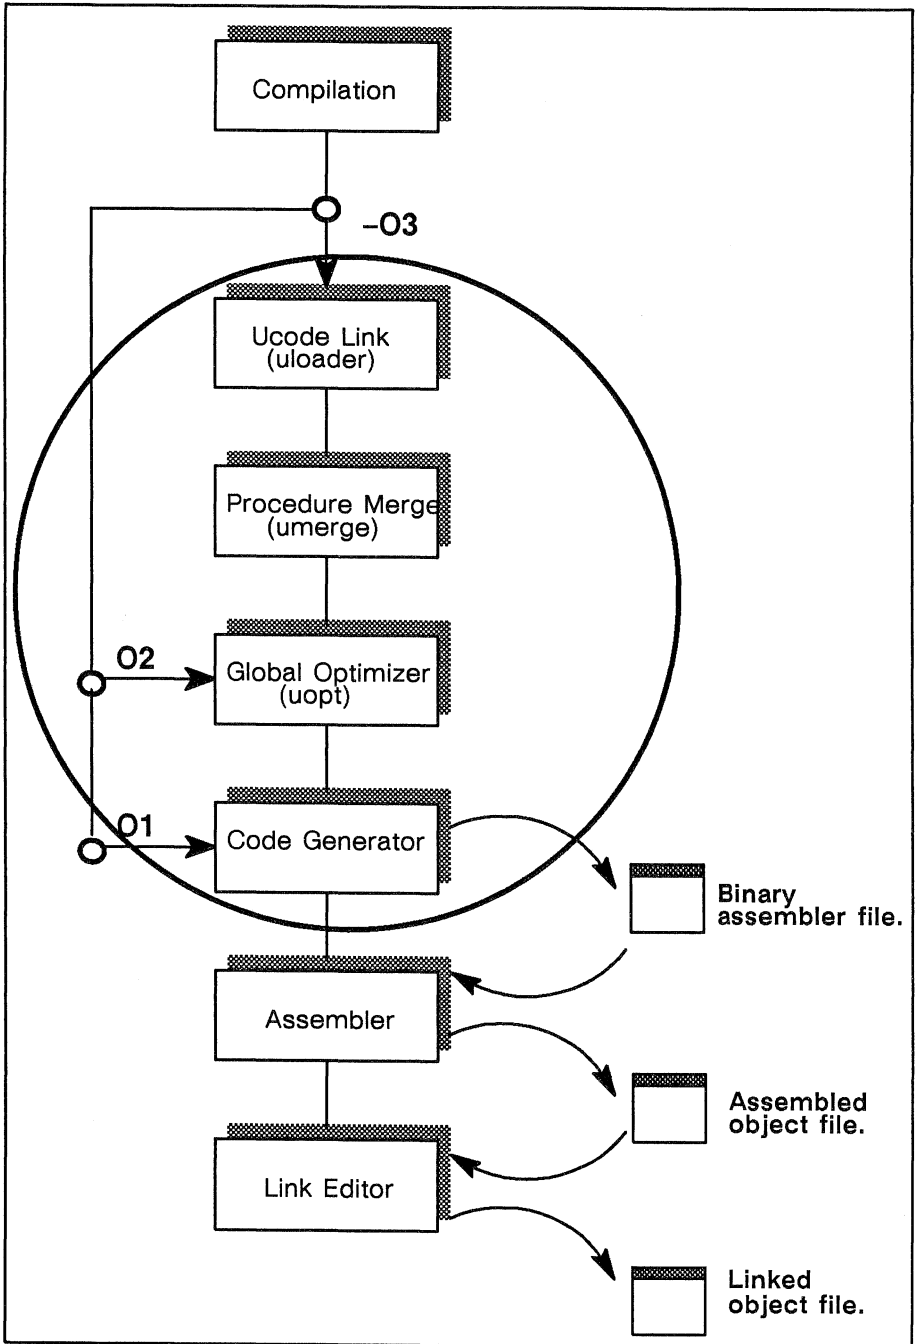 Compilation
–O3
Ucode Link
(uloader)
Procedure Merge
(umerge)
O2
Global Optimizer
(uopt)
O1
Code Generator
Binary
assembler file.
Assembler
Assembled
object file.
Link Editor
Linked
object file.